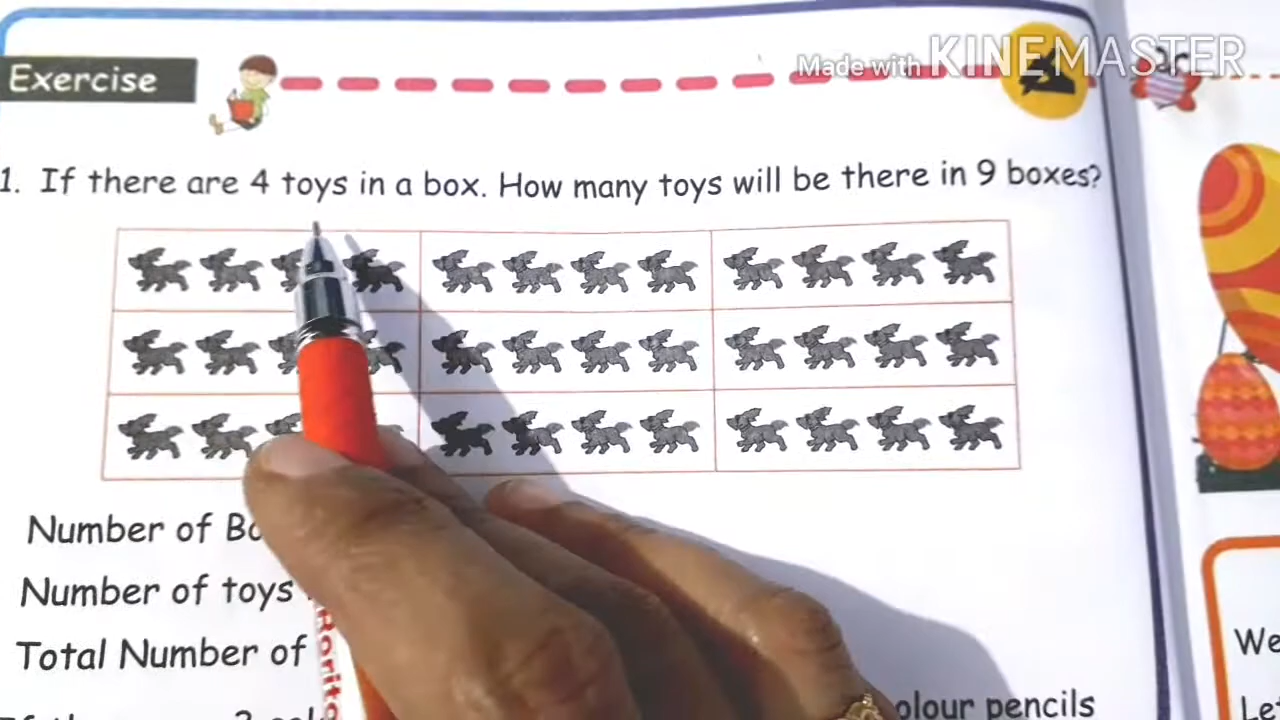 Made with KINEMASTER
Exercise
1. If there are 4 toys in a box. How many toys will be there in 9 boxes?
Number of
Number of toys
Total Number of
We
olour pencils